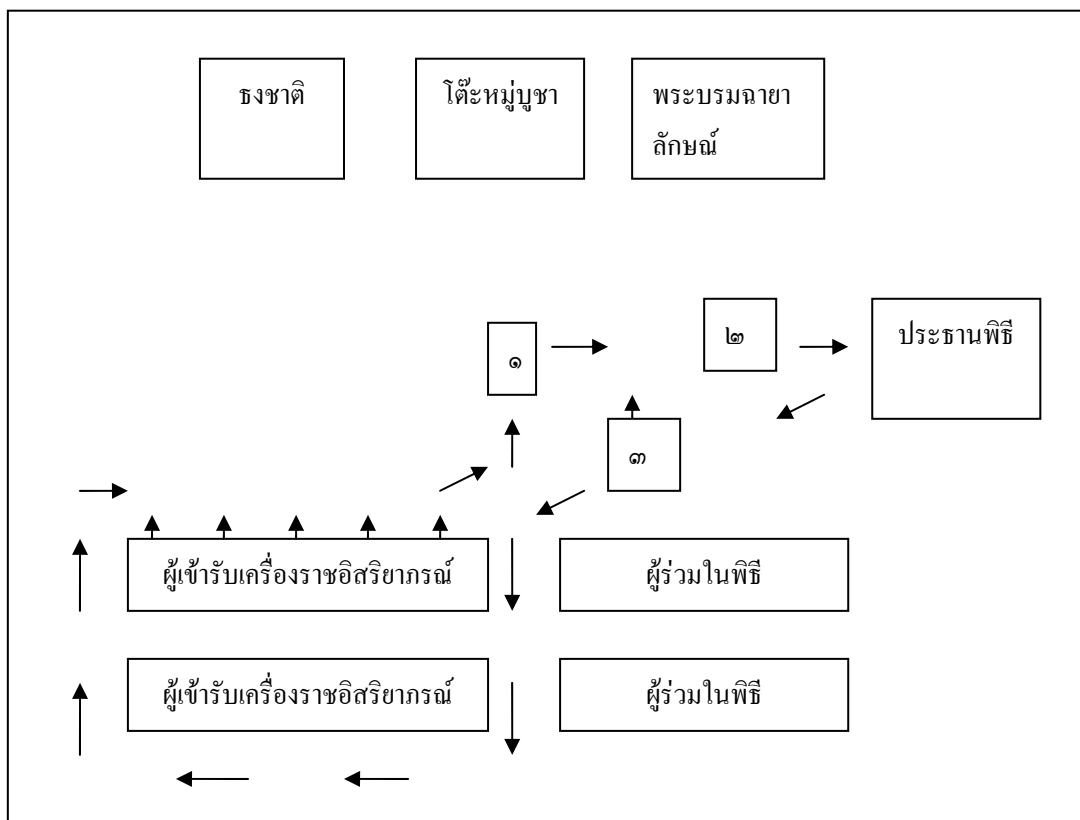 ธงชาติ
โต๊ะหมู่บูชา
พระบรมฉายา
ลักษณ์
๑
๒
ประธานพิธี
๓
ผู้เข้ารับเครื่องราชอิสริยาภรณ์
ผู้ร่วมในพิธี
ผู้เข้ารับเครื่องราชอิสริยาภรณ์
ผู้ร่วมในพิธี